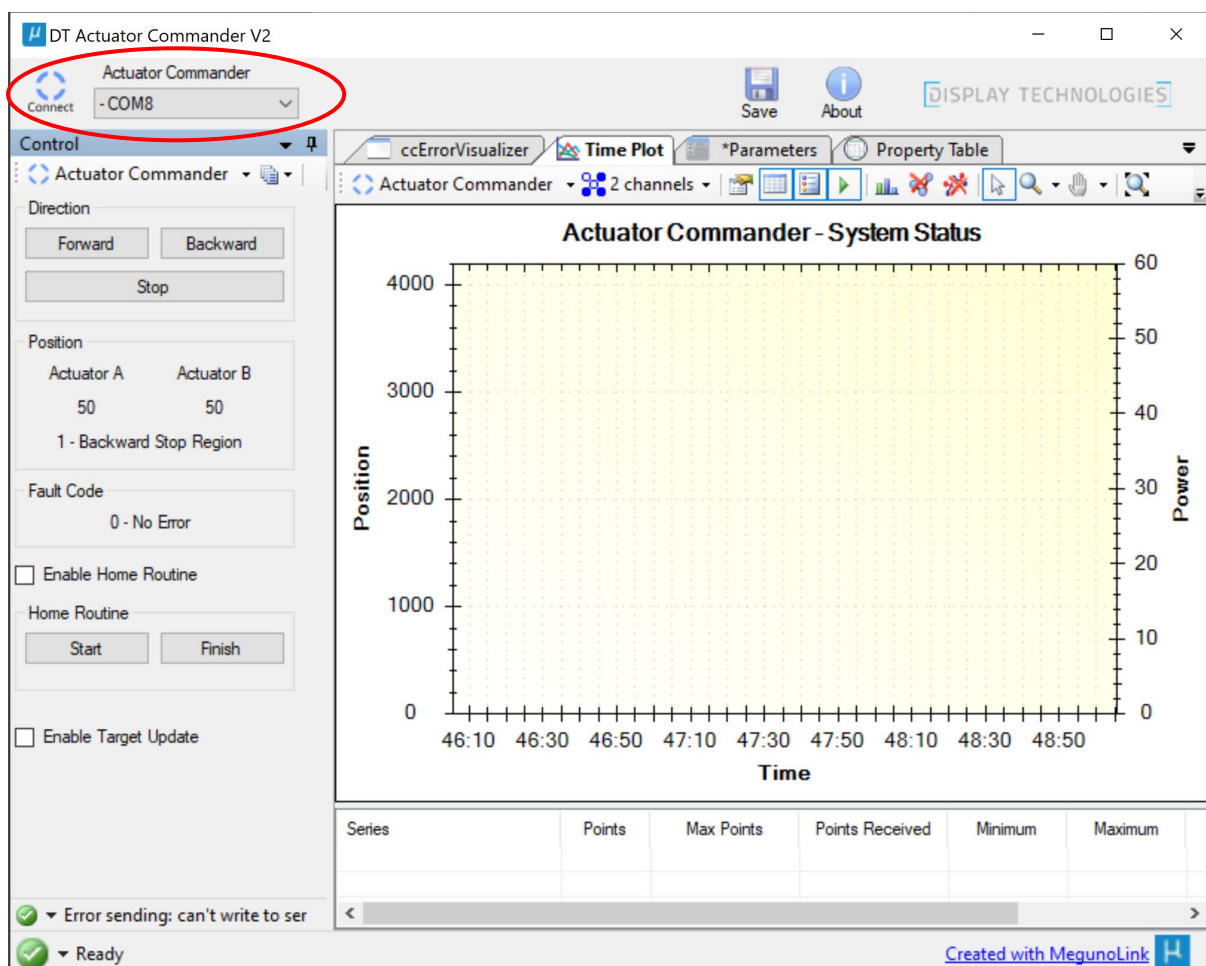 DT Actuator Commander V2
Connect
Actuator Commander
- COM8
Save
About
DISPLAY TECHNOLOGIES
Control
Actuator Commander
Direction
Forward Backward
Stop
Position
Actuator A Actuator B
50 50
1 - Backward Stop Region
Fault Code
0 - No Error
Enable Home Routine
Home Routine
Start Finish
Enable Target Update
Error sending: can't write to ser
ccErrorVisualizer Time Plot *Parameters Property Table
Actuator Commander 2 channels
Actuator Commander - System Status
4000
3000
2000
1000
0
Position
60
50
40
30
20
10
0
Power
46:10 46:30 46:50 47:10 47:30 47:50 48:10 48:30 48:50
Time
Series Points Max Points Points Received Minimum Maximum
Ready
Created with MegunoLink